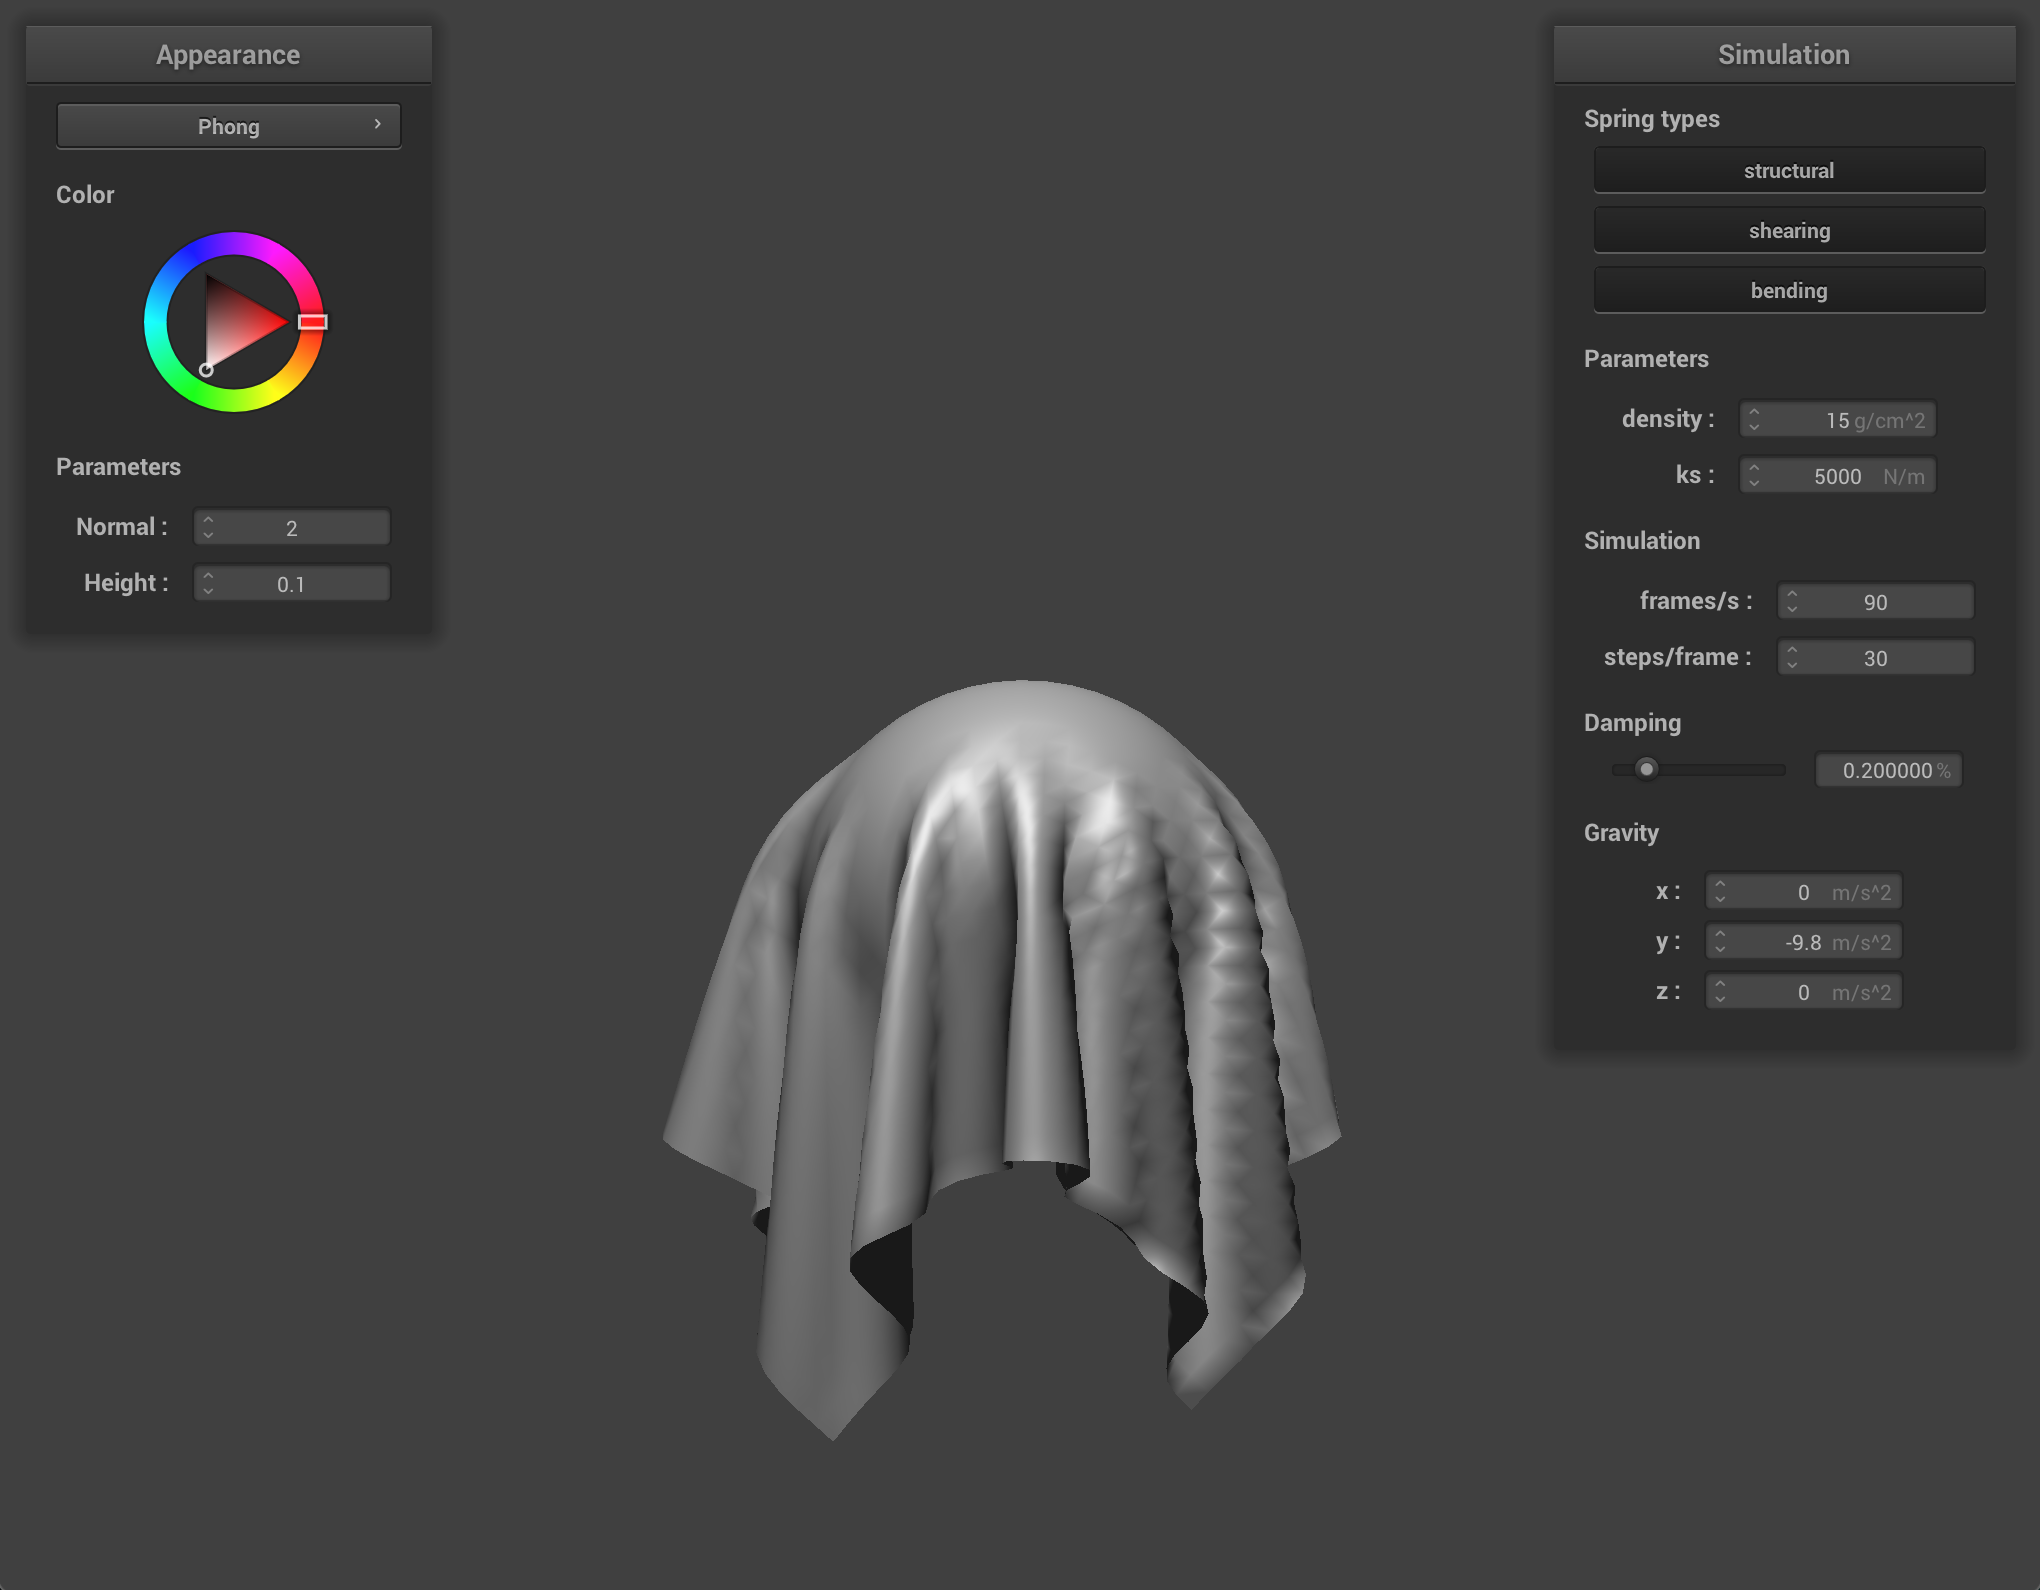 Appearance
Phong
Color
Parameters
Normal : 2
Height : 0.1
Simulation
Spring types
structural
shearing
bending
Parameters
density : 15 g/cm^2
ks : 5000 N/m
Simulation
frames/s : 90
steps/frame : 30
Damping
0.200000 %
Gravity
x : 0 m/s^2
y : -9.8 m/s^2
z : 0 m/s^2